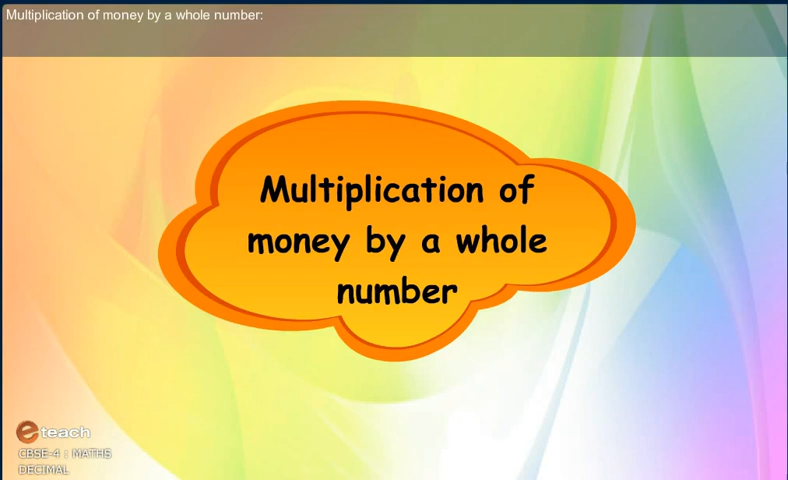 Multiplication of money by a whole number:
Multiplication of
money by a whole
number
eteach
CBSE-4 : MATHS
DECIMAL